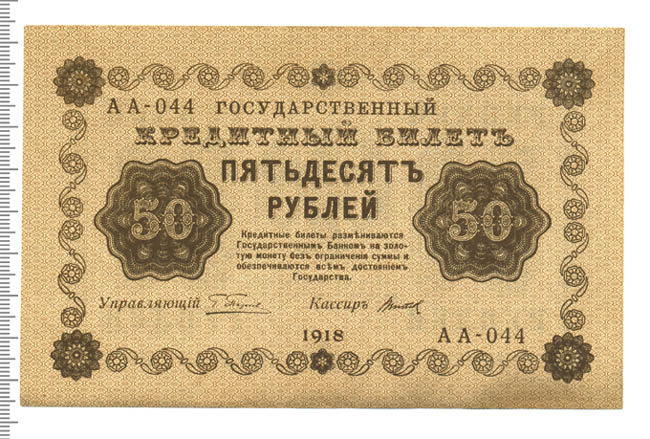 АА-044 ГОСУДАРСТВЕННЫЙ
КРЕДИТНЫЙ БИЛЕТЪ
ПЯТЬДЕСЯТЪ
РУБЛЕЙ
50
50
Кредитные билеты размѣниваются
Государственнымъ Банкомъ на золо-
тую монету безъ ограниченія суммы и
обезпечиваются всѣмъ достояніемъ
Государства.
Управляющій
Кассиръ
1918
АА-044